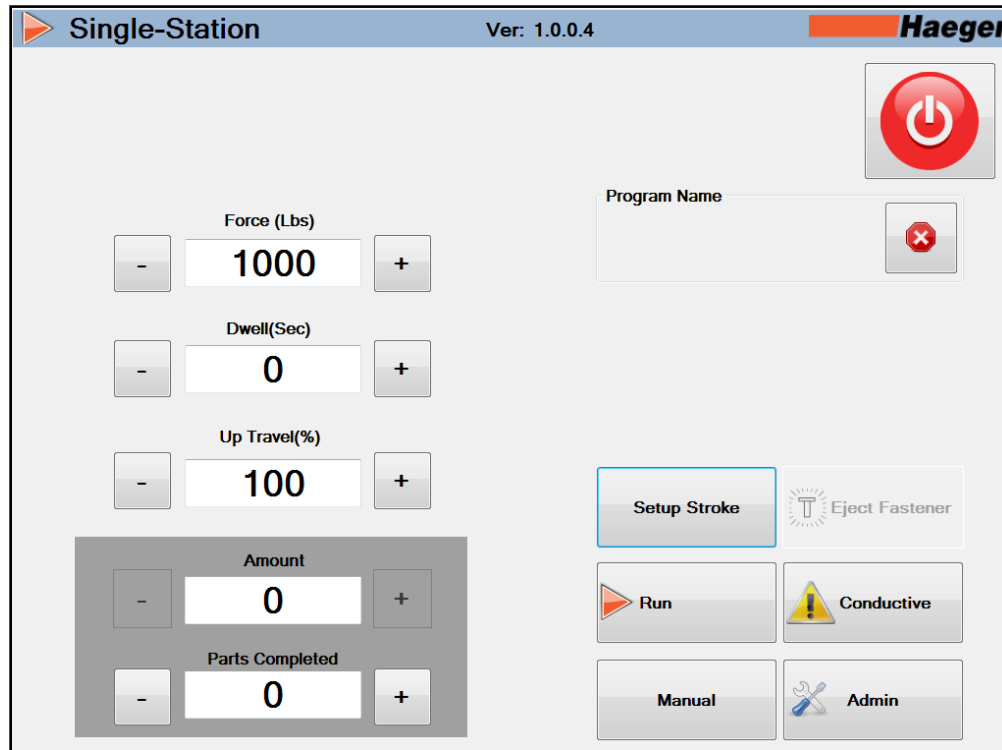 Single-Station
Ver: 1.0.0.4
Haeger
Program Name
Force (Lbs)
- 1000 +
Dwell(Sec)
- 0 +
Up Travel(%)
- 100 +
Setup Stroke
T Eject Fastener
Amount
- 0 +
Run
Conductive
Parts Completed
- 0 +
Manual
Admin